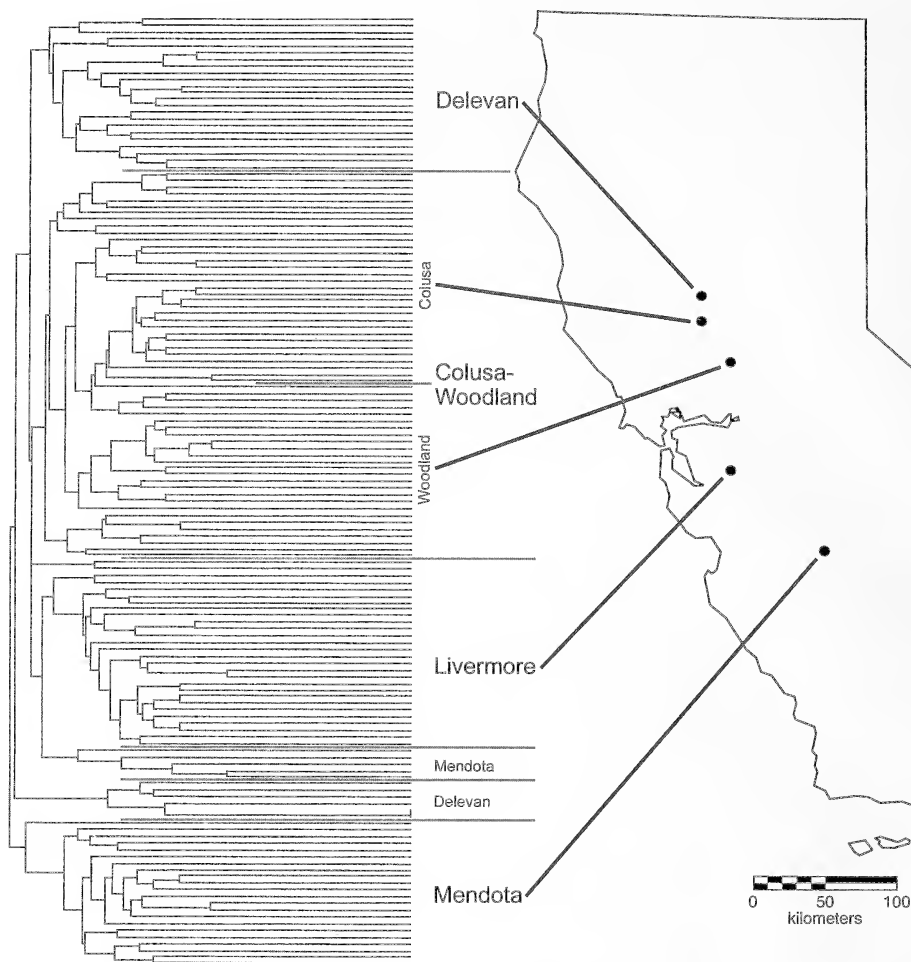 Delevan
Colusa
Colusa-
Woodland
Woodland
Livermore
Mendota
Delevan
Mendota
0 50 100
kilometers